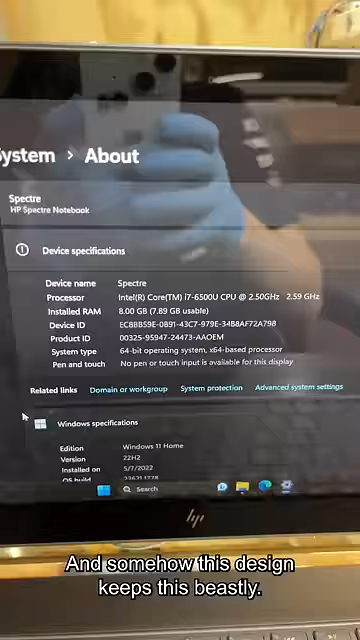 System > About
Spectre
HP Spectre Notebook
Device specifications
Device name Spectre
Processor Intel(R) Core(TM) i7-6500U CPU @ 2.50GHz 2.59 GHz
Installed RAM 8.00 GB (7.89 GB usable)
Device ID EC8BB59E-0B91-43C7-979E-34B8AF72A798
Product ID 00325-95947-24473-AAOEM
System type 64-bit operating system, x64-based processor
Pen and touch No pen or touch input is available for this display
Related links Domain or workgroup System protection Advanced system settings
Windows specifications
Edition Windows 11 Home
Version 22H2
Installed on 5/7/2022
OS build
Search
hp
And somehow this design
keeps this beastly.